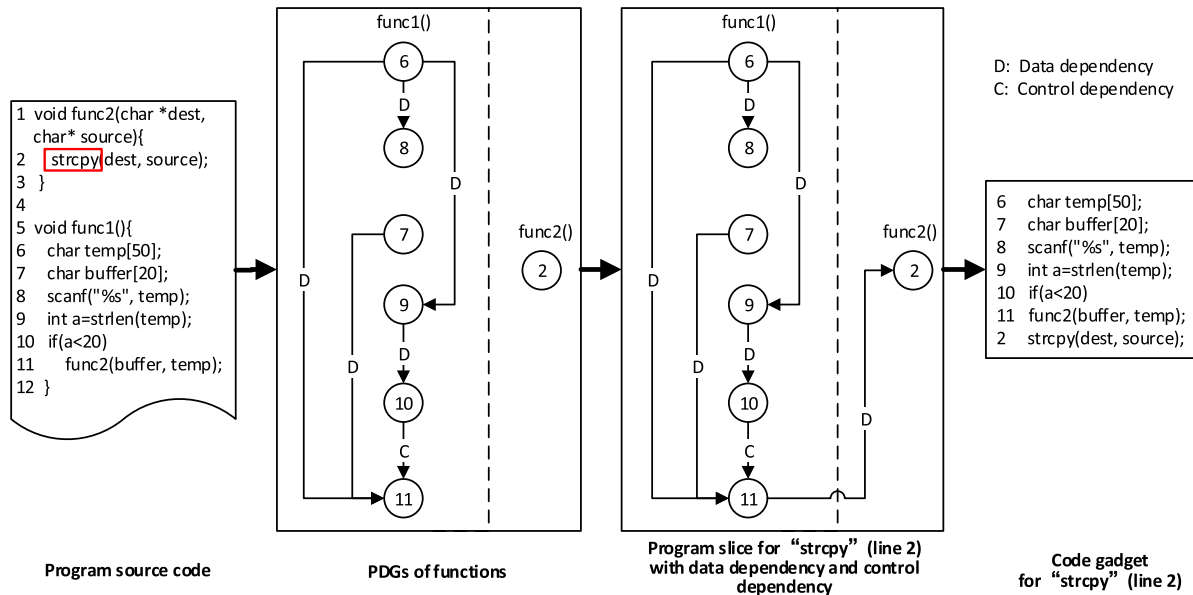 1 void func2(char *dest,
char* source){
2 strcpy(dest, source);
3 }
4
5 void func1(){
6 char temp[50];
7 char buffer[20];
8 scanf("%s", temp);
9 int a=strlen(temp);
10 if(a<20)
11 func2(buffer, temp);
12 }
Program source code
func1()
6
D
8
D
7
func2()
2
D
9
D
D
10
C
11
PDGs of functions
func1()
6
D
8
D
7
func2()
2
D
9
D
D
10
D
C
11
Program slice for “strcpy” (line 2)
with data dependency and control
dependency
D: Data dependency
C: Control dependency
6 char temp[50];
7 char buffer[20];
8 scanf("%s", temp);
9 int a=strlen(temp);
10 if(a<20)
11 func2(buffer, temp);
2 strcpy(dest, source);
Code gadget
for “strcpy” (line 2)